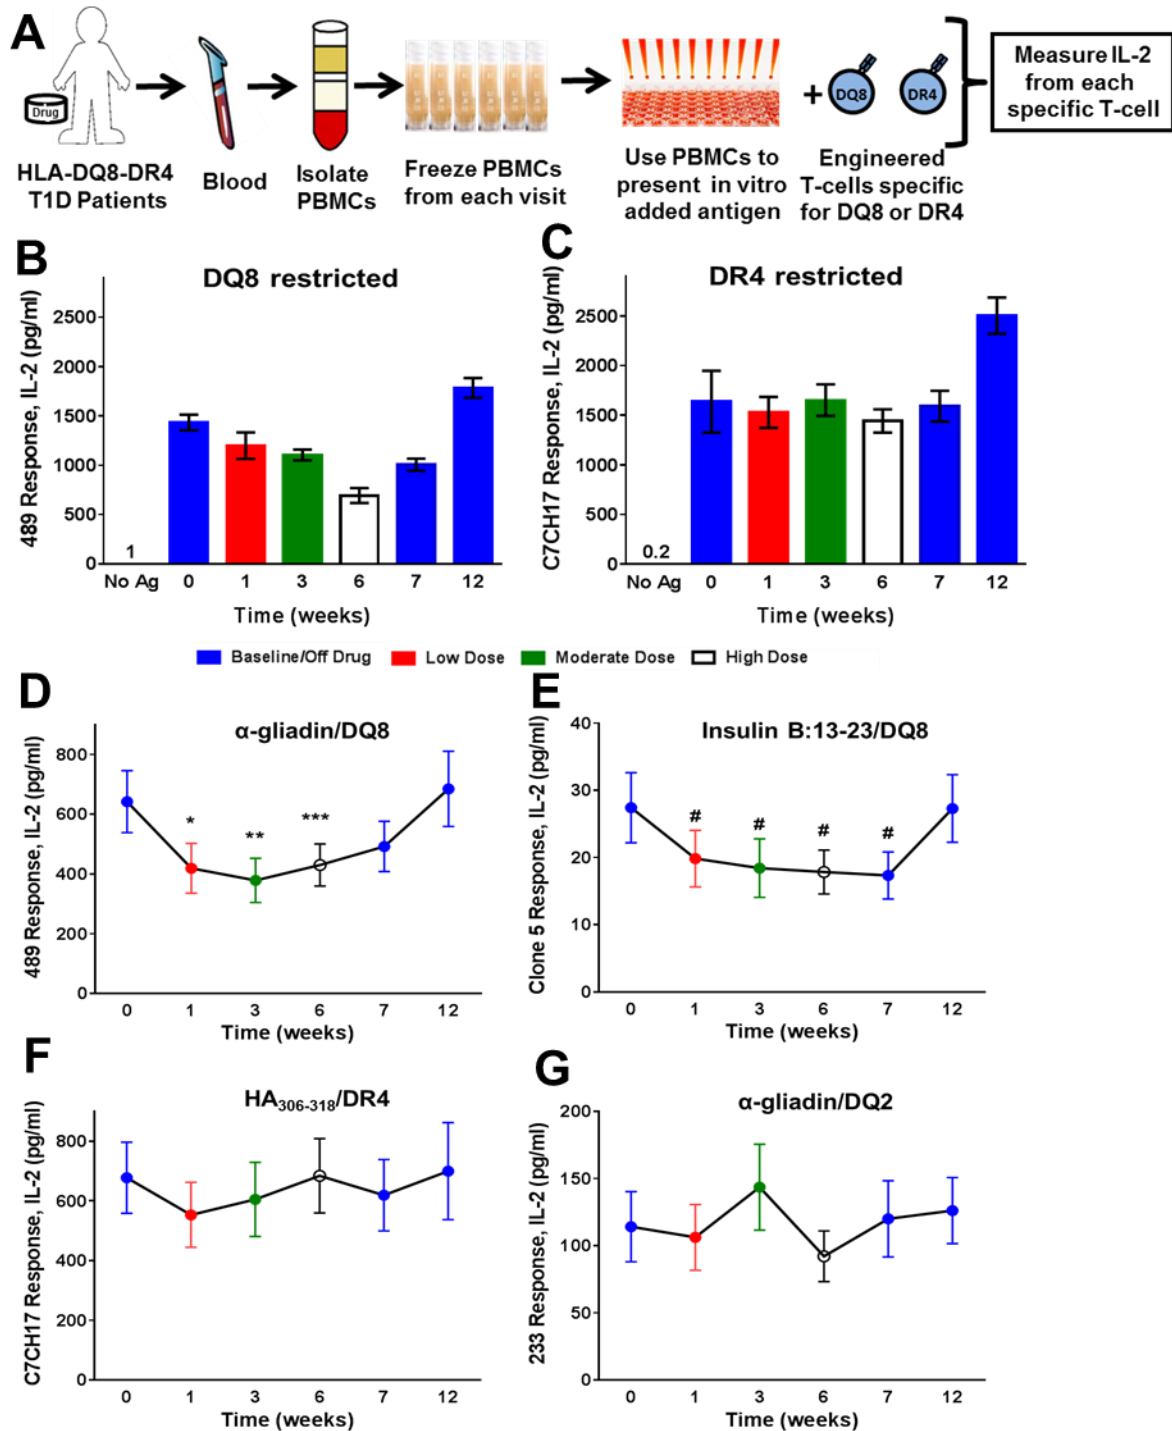 A
Drug
HLA-DQ8-DR4
T1D Patients
Blood
Isolate
PBMCs
Freeze PBMCs
from each visit
Use PBMCs to
present in vitro
added antigen
+
DQ8
DR4
Engineered
T-cells specific
for DQ8 or DR4
Measure IL-2
from each
specific T-cell
B
DQ8 restricted
489 Response, IL-2 (pg/ml)
2500
2000
1500
1000
500
0
1
No Ag 0 1 3 6 7 12
Time (weeks)
C
DR4 restricted
C7CH17 Response, IL-2 (pg/ml)
2500
2000
1500
1000
500
0
0.2
No Ag 0 1 3 6 7 12
Time (weeks)
Baseline/Off Drug Low Dose Moderate Dose High Dose
D
α-gliadin/DQ8
489 Response, IL-2 (pg/ml)
800
600
400
200
0
* ** ***
0 1 3 6 7 12
Time (weeks)
E
Insulin B:13-23/DQ8
Clone 5 Response, IL-2 (pg/ml)
40
30
20
10
0
# # # #
0 1 3 6 7 12
Time (weeks)
F
HA306-318/DR4
C7CH17 Response, IL-2 (pg/ml)
800
600
400
200
0
0 1 3 6 7 12
Time (weeks)
G
α-gliadin/DQ2
233 Response, IL-2 (pg/ml)
200
150
100
50
0
0 1 3 6 7 12
Time (weeks)